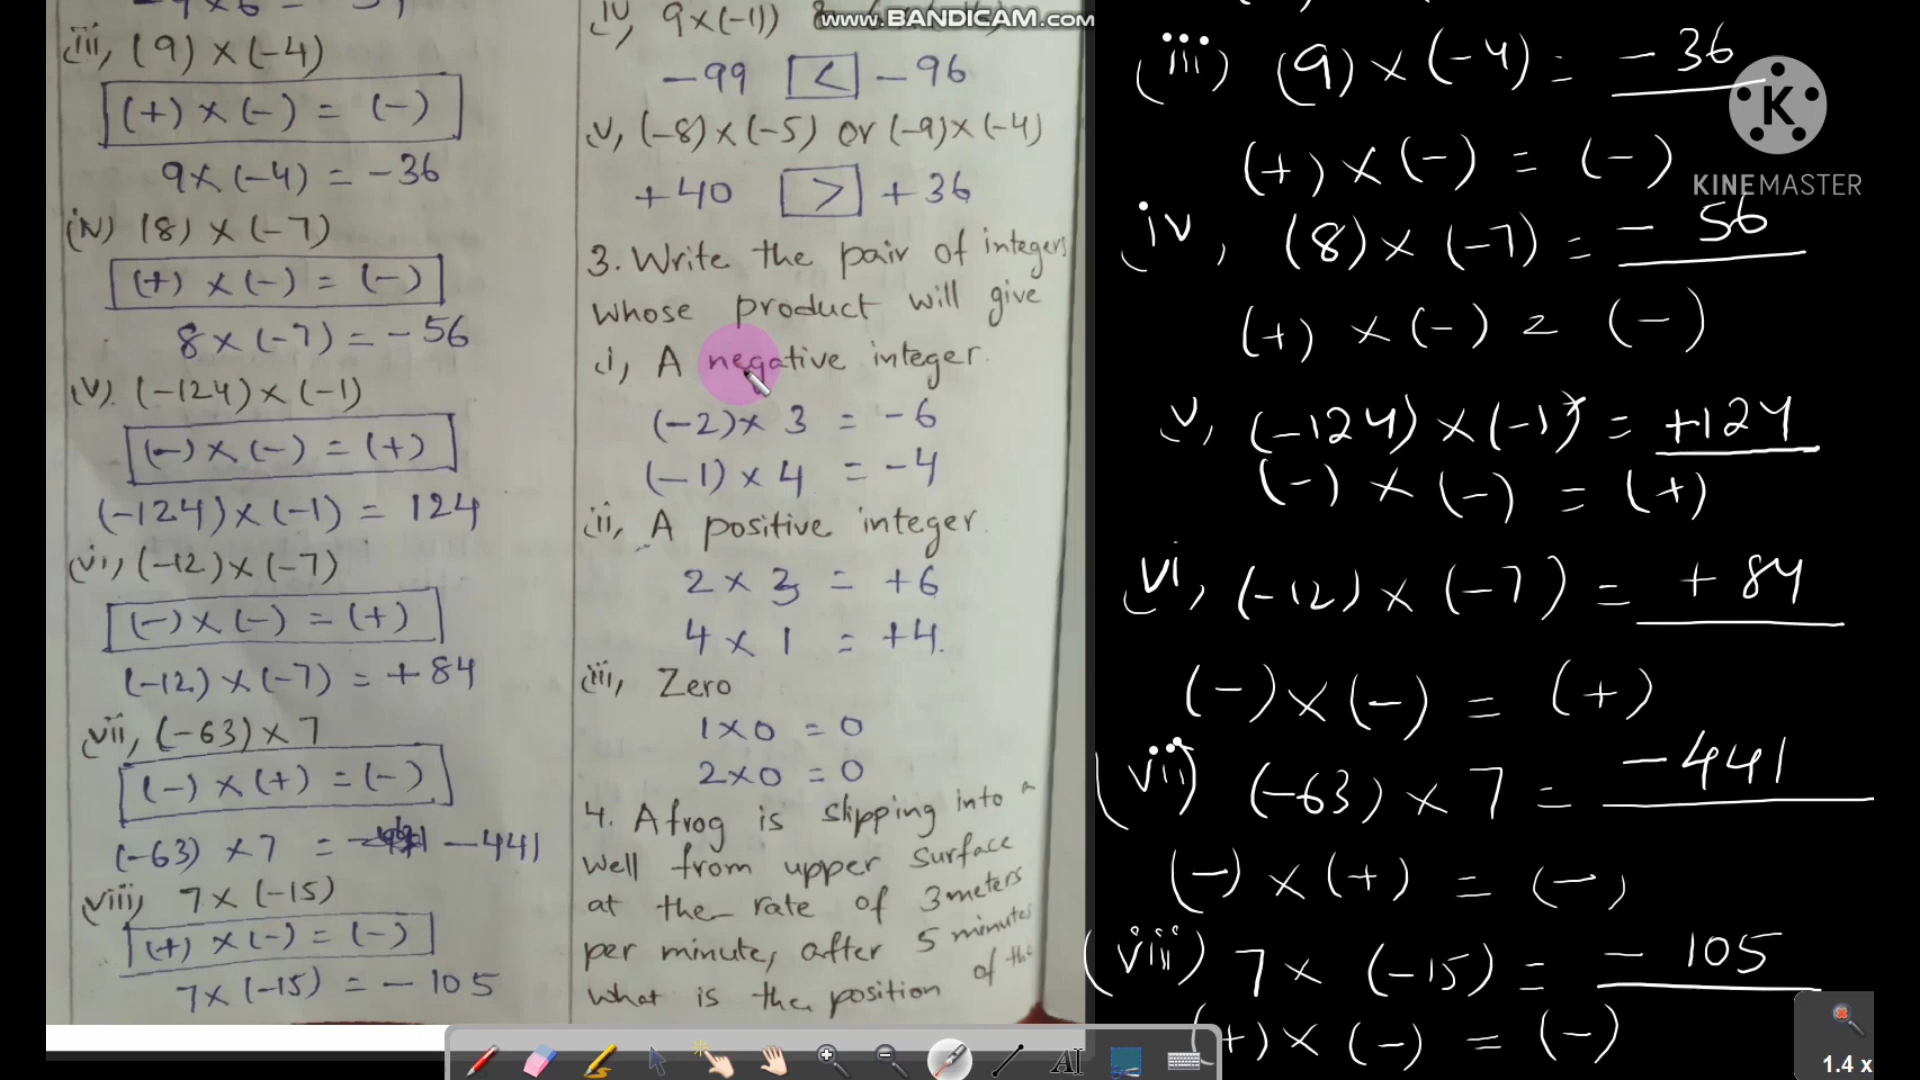 (iii, (9) × (-4)
(+) × (-) = (-)
9 × (-4) = -36
(iv) (8) × (-7)
(+) × (-) = (-)
8 × (-7) = -56
(v). (-124) × (-1)
(-) × (-) = (+)
(-124) × (-1) = 124
(vi, (-12) × (-7)
(-) × (-) = (+)
(-12) × (-7) = +84
(vii, (-63) × 7
(-) × (+) = (-)
(-63) × 7 = -441
(viii, 7 × (-15)
(+) × (-) = (-)
7 × (-15) = -105
(iv, 9 × (-11)
www.BANDICAM.com
-99 < -96
(v, (-8) × (-5) or (-9) × (-4)
+40 > +36
3. Write the pair of integers
whose product will give
(i, A negative integer.
(-2) × 3 = -6
(-1) × 4 = -4
(ii, A positive integer.
2 × 3 = +6
4 × 1 = +4.
(iii, Zero
1 × 0 = 0
2 × 0 = 0
4. A frog is slipping into a
well from upper surface
at the rate of 3 meters
per minute, after 5 minutes
what is the position of the
(iii) (9) × (-4) = -36
(+) × (-) = (-)
(iv, (8) × (-7) = -56
(+) × (-) = (-)
v, (-124) × (-1) = +124
(-) × (-) = (+)
(vi, (-12) × (-7) = +84
(-) × (-) = (+)
(vii) (-63) × 7 = -441
(-) × (+) = (-)
(viii) 7 × (-15) = -105
(+) × (-) = (-)
K
KINEMASTER
AI
1.4 x